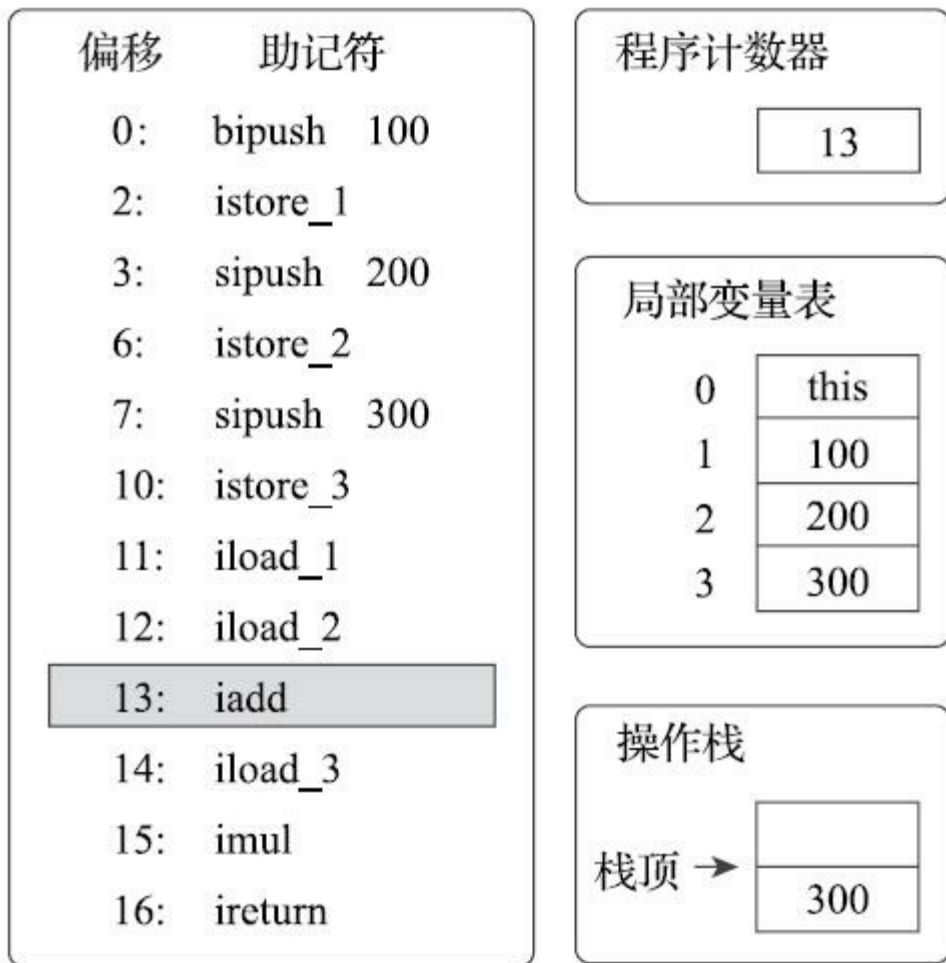 偏移 助记符
0: bipush 100
2: istore_1
3: sipush 200
6: istore_2
7: sipush 300
10: istore_3
11: iload_1
12: iload_2
13: iadd
14: iload_3
15: imul
16: ireturn
程序计数器
13
局部变量表
0 this
1 100
2 200
3 300
操作栈
栈顶
300